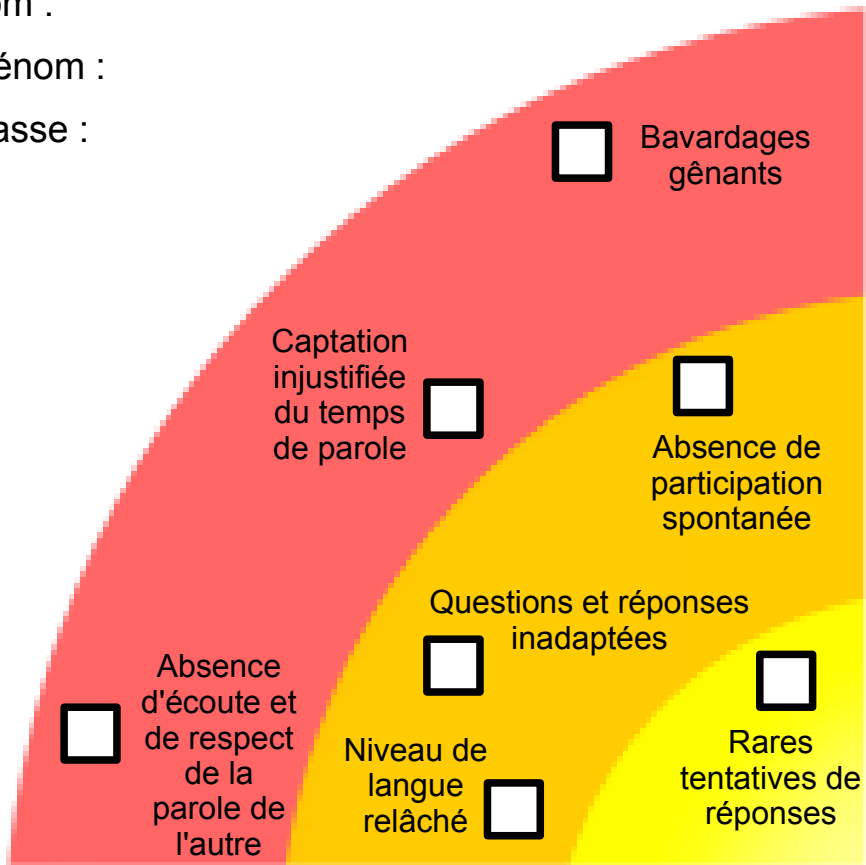 om :
énom :
asse :
Bavardages
gênants
Captation
injustifiée
du temps
de parole
Absence de
participation
spontanée
Questions et réponses
inadaptées
Absence
d'écoute et
de respect
de la
parole de
l'autre
Niveau de
langue
relâché
Rares
tentatives de
réponses